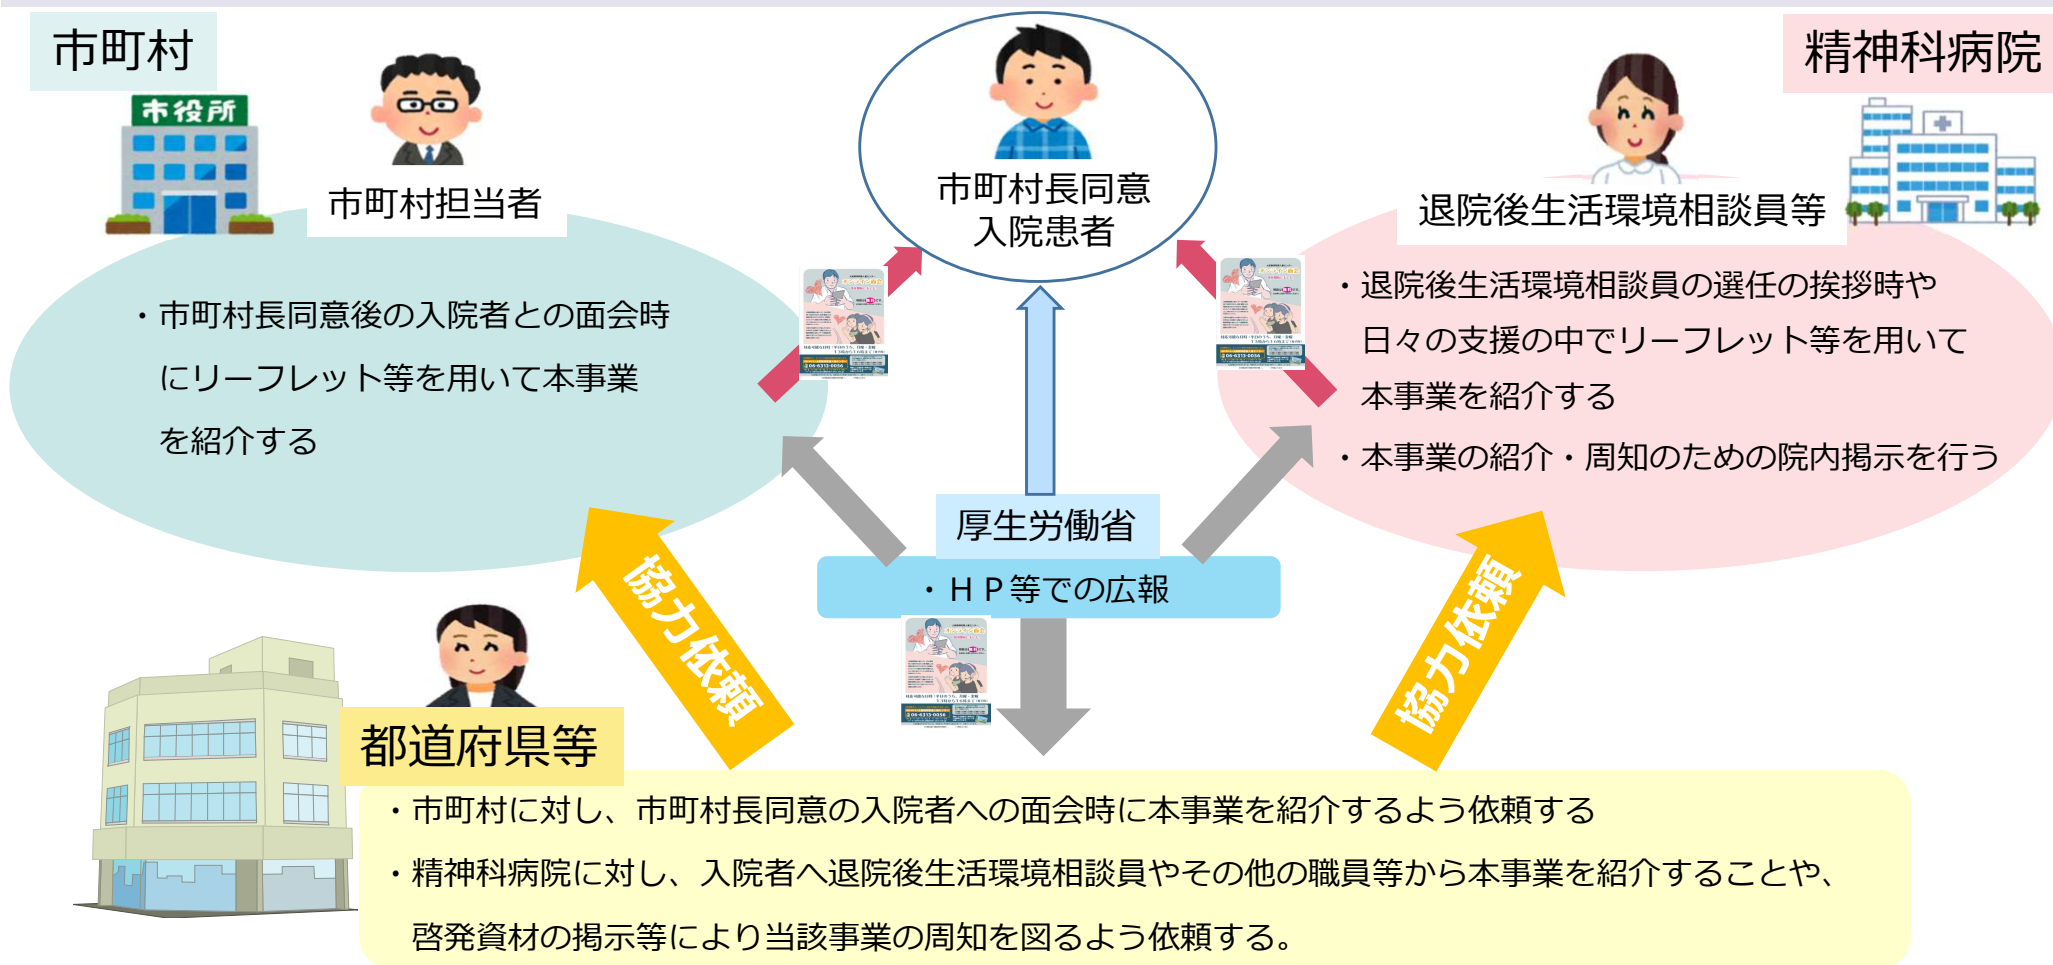 市町村
市役所
市町村担当者
・市町村長同意後の入院者との面会時
にリーフレット等を用いて本事業
を紹介する
市町村長同意
入院患者
精神科病院
退院後生活環境相談員等
・退院後生活環境相談員の選任の挨拶時や
日々の支援の中でリーフレット等を用いて
本事業を紹介する
・本事業の紹介・周知のための院内掲示を行う
厚生労働省
・ＨＰ等での広報
協力依頼
協力依頼
都道府県等
・市町村に対し、市町村長同意の入院者への面会時に本事業を紹介するよう依頼する
・精神科病院に対し、入院者へ退院後生活環境相談員やその他の職員等から本事業を紹介することや、
啓発資材の掲示等により当該事業の周知を図るよう依頼する。
06-6313-0056
06-6313-0056
06-6313-0056